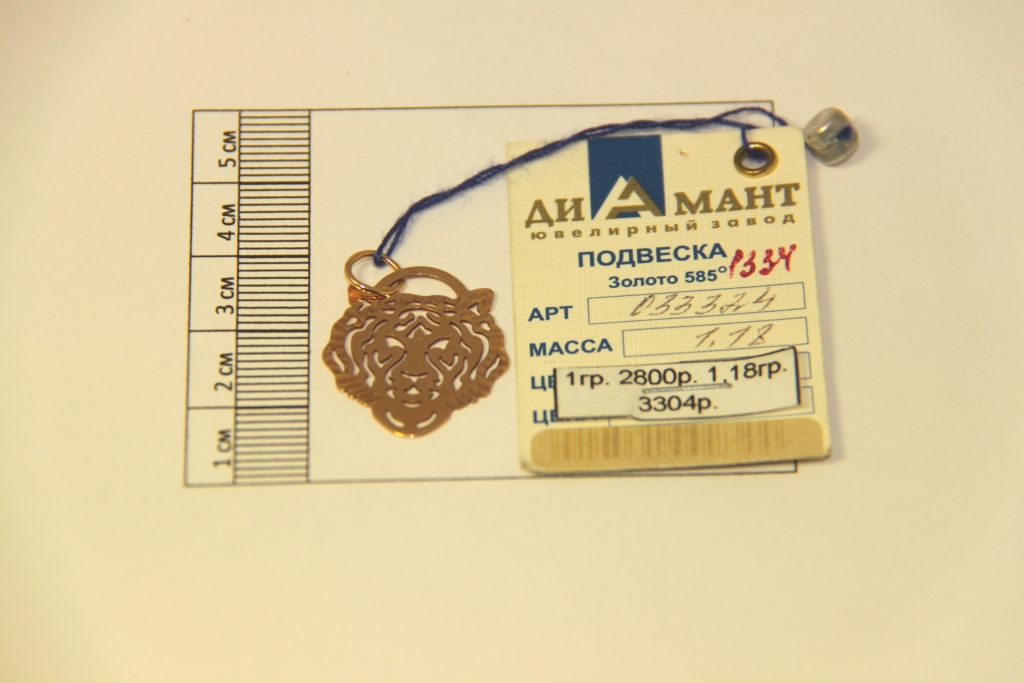 5 см
4 см
3 см
2 см
1 см
ДИАМАНТ
ювелирный завод
ПОДВЕСКА
Золото 585°
АРТ 033324
МАССА 1,18
1гр. 2800р. 1,18гр.
3304р.